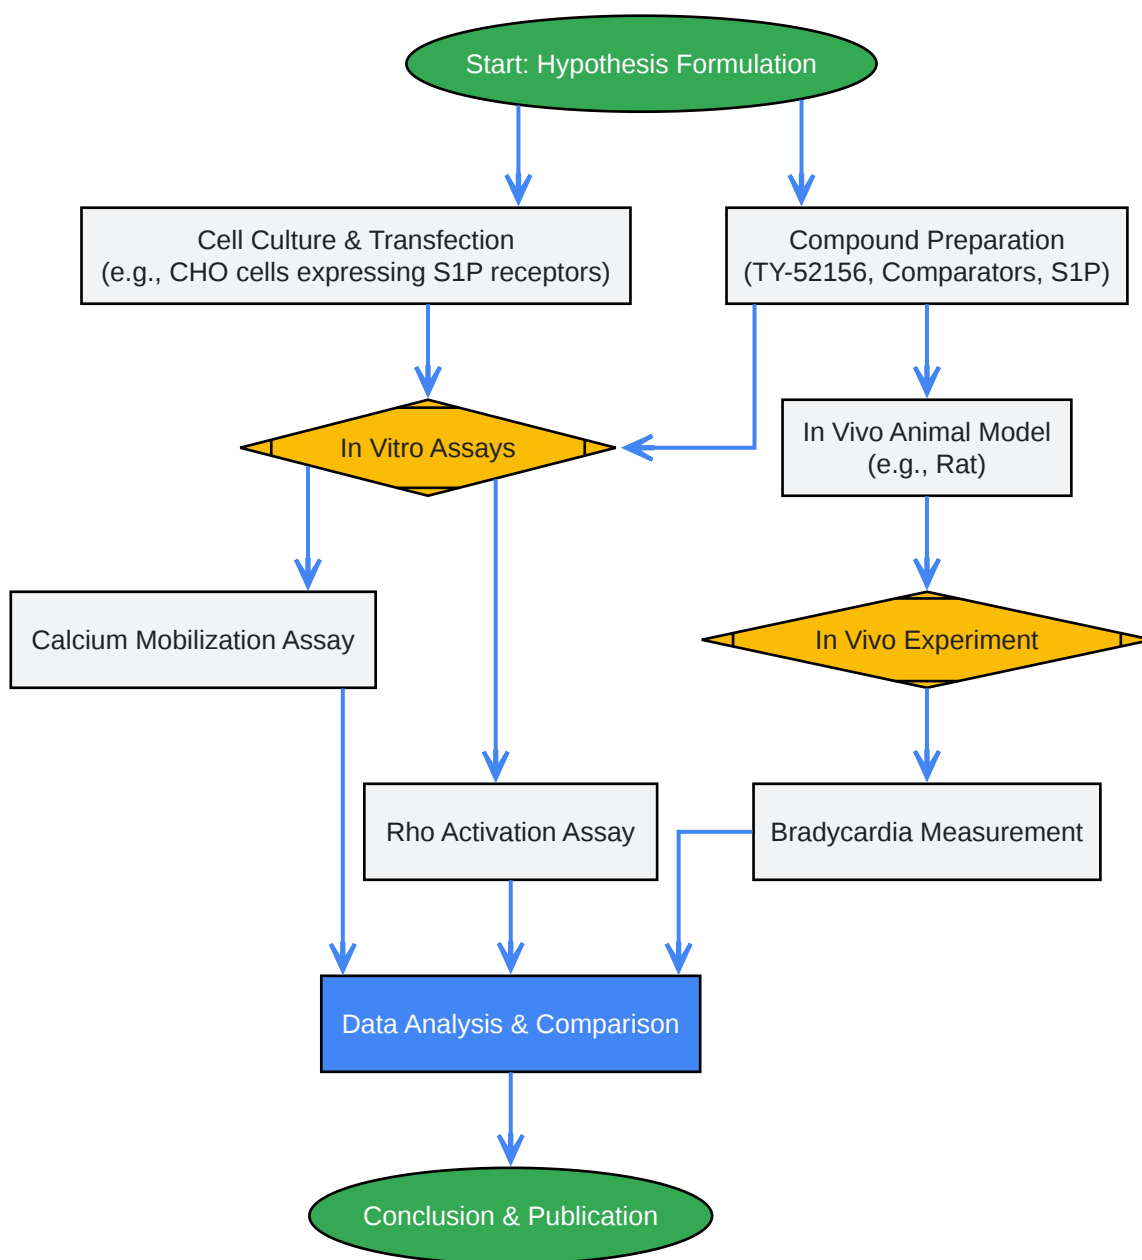 Start: Hypothesis Formulation
Cell Culture & Transfection
(e.g., CHO cells expressing S1P receptors)
Compound Preparation
(TY-52156, Comparators, S1P)
In Vitro Assays
In Vivo Animal Model
(e.g., Rat)
Calcium Mobilization Assay
In Vivo Experiment
Rho Activation Assay
Bradycardia Measurement
Data Analysis & Comparison
Conclusion & Publication